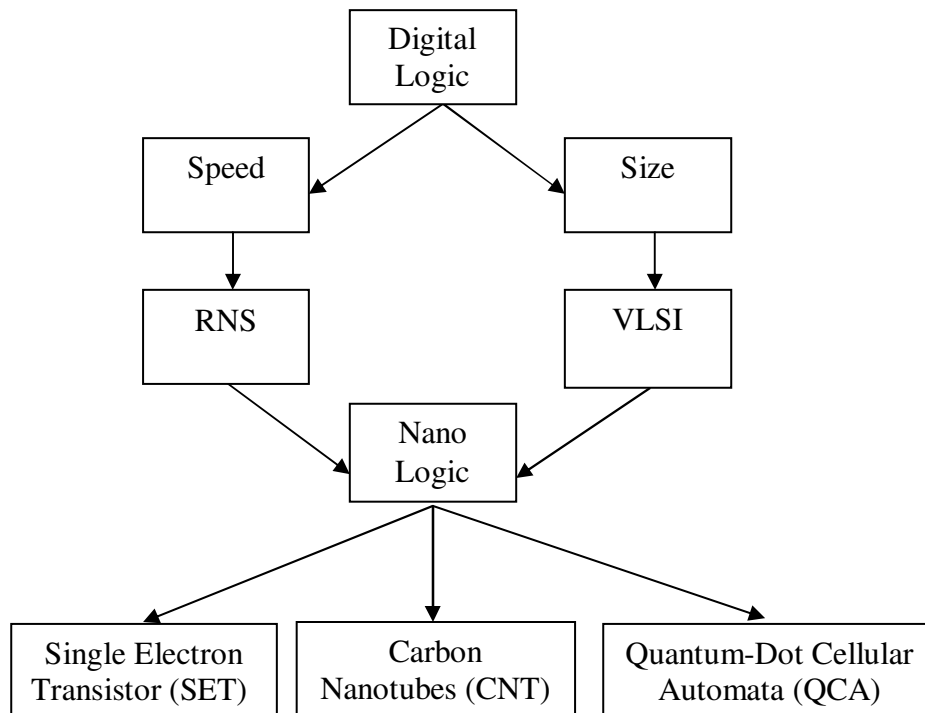 Digital
Logic
Speed
Size
RNS
VLSI
Nano
Logic
Single Electron
Transistor (SET)
Carbon
Nanotubes (CNT)
Quantum-Dot Cellular
Automata (QCA)